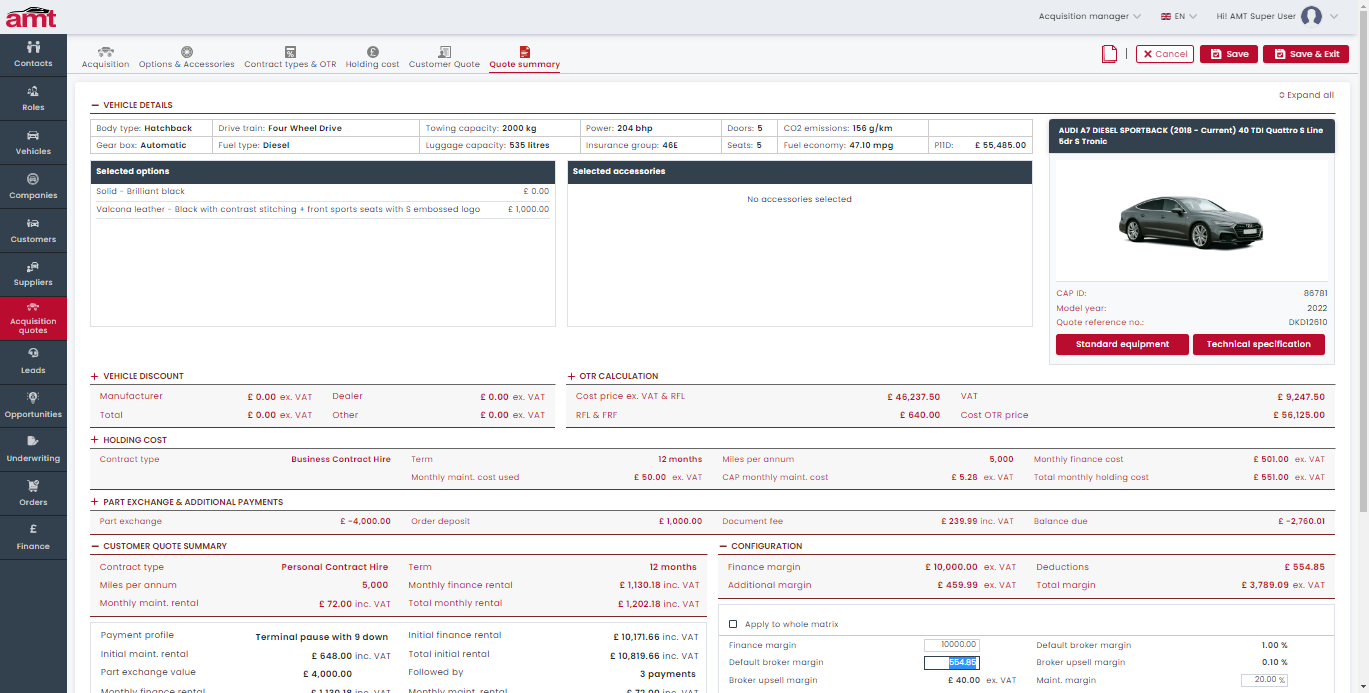 amt
Acquisition manager EN Hi! AMT Super User
Contacts
Roles
Vehicles
Companies
Customers
Suppliers
Acquisition
quotes
Leads
Opportunities
Underwriting
Orders
Finance
Acquisition Options & Accessories Contract types & OTR Holding cost Customer Quote Quote summary
Cancel Save Save & Exit
Expand all
VEHICLE DETAILS
Body type: Hatchback Drive train: Four Wheel Drive Towing capacity: 2000 kg Power: 204 bhp Doors: 5 CO2 emissions: 156 g/km
Gear box: Automatic Fuel type: Diesel Luggage capacity: 535 litres Insurance group: 46E Seats: 5 Fuel economy: 47.10 mpg P11D: £ 55,485.00
Selected options
Solid - Brilliant black £ 0.00
Valcona leather - Black with contrast stitching + front sports seats with S embossed logo £ 1,000.00
Selected accessories
No accessories selected
AUDI A7 DIESEL SPORTBACK (2018 - Current) 40 TDI Quattro S Line
5dr S Tronic
CAP ID: 86781
Model year: 2022
Quote reference no.: DKD12610
Standard equipment Technical specification
VEHICLE DISCOUNT
Manufacturer £ 0.00 ex. VAT Dealer £ 0.00 ex. VAT
Total £ 0.00 ex. VAT Other £ 0.00 ex. VAT
OTR CALCULATION
Cost price ex. VAT & RFL £ 46,237.50 VAT £ 9,247.50
RFL & FRF £ 640.00 Cost OTR price £ 56,125.00
HOLDING COST
Contract type Business Contract Hire Term 12 months Miles per annum 5,000 Monthly finance cost £ 501.00 ex. VAT
Monthly maint. cost used £ 50.00 ex. VAT CAP monthly maint. cost £ 5.28 ex. VAT Total monthly holding cost £ 551.00 ex. VAT
PART EXCHANGE & ADDITIONAL PAYMENTS
Part exchange £ -4,000.00 Order deposit £ 1,000.00 Document fee £ 239.99 inc. VAT Balance due £ -2,760.01
CUSTOMER QUOTE SUMMARY
Contract type Personal Contract Hire Term 12 months
Miles per annum 5,000 Monthly finance rental £ 1,130.18 inc. VAT
Monthly maint. rental £ 72.00 inc. VAT Total monthly rental £ 1,202.18 inc. VAT
Payment profile Terminal pause with 9 down Initial finance rental £ 10,171.66 inc. VAT
Initial maint. rental £ 648.00 inc. VAT Total initial rental £ 10,819.66 inc. VAT
Part exchange value £ 4,000.00 Followed by 3 payments
Monthly finance rental £ 1,130.18 inc. VAT Monthly maint. rental £ 72.00 inc. VAT
CONFIGURATION
Finance margin £ 10,000.00 ex. VAT Deductions £ 554.85
Additional margin £ 459.99 ex. VAT Total margin £ 3,789.09 ex. VAT
Apply to whole matrix
Finance margin 10000.00 Default broker margin 1.00 %
Default broker margin 554.85 Broker upsell margin 0.10 %
Broker upsell margin £ 40.00 ex. VAT Maint. margin 20.00 %